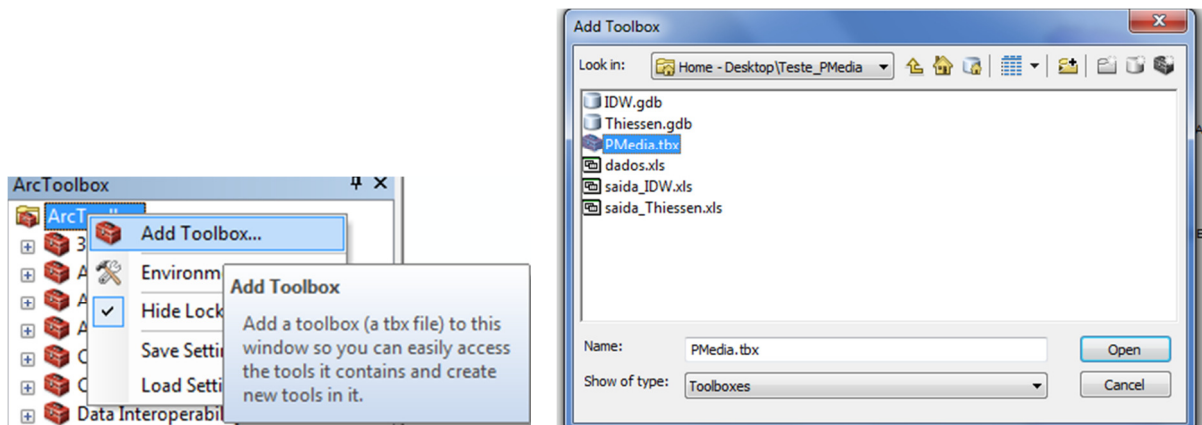 ArcToolbox
ArcT
3
A
Add Toolbox...
A
Environm
A
Hide Lock
A
C
Save Setti
C
Load Setti
Data Interoperabil
Add Toolbox
Add a toolbox (a tbx file) to this
window so you can easily access
the tools it contains and create
new tools in it.
Add Toolbox
Look in:
Home - Desktop\Teste_PMedia
IDW.gdb
Thiessen.gdb
PMedia.tbx
dados.xls
saida_IDW.xls
saida_Thiessen.xls
Name:
PMedia.tbx
Open
Show of type:
Toolboxes
Cancel